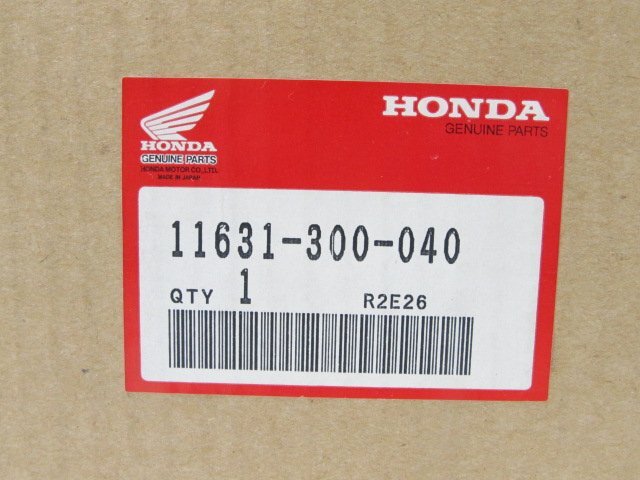 HONDA
GENUINE PARTS
HONDA MOTOR CO., LTD.
MADE IN JAPAN
HONDA
GENUINE PARTS
11631-300-040
QTY 1 R2E26